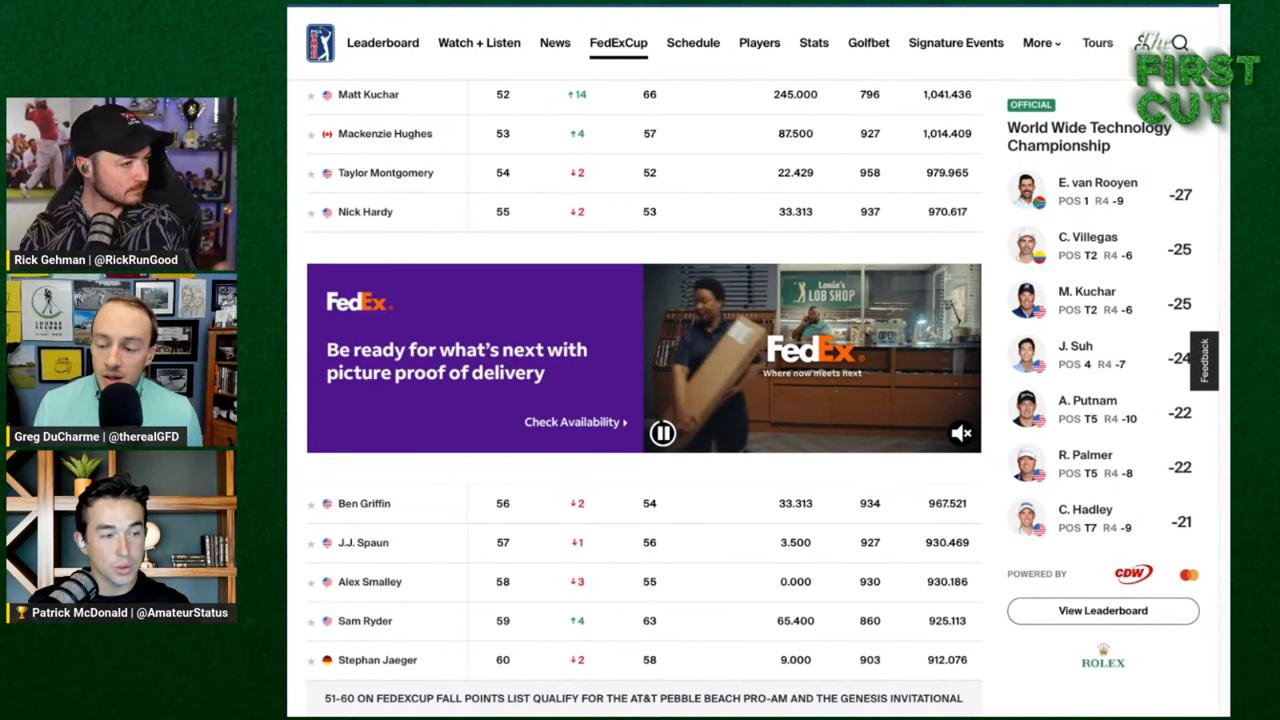 Leaderboard Watch + Listen News FedExCup Schedule Players Stats Golfbet Signature Events More Tours
The
FIRST
CUT
Matt Kuchar 52 ↑14 66 245.000 796 1,041.436
Mackenzie Hughes 53 ↑4 57 87.500 927 1,014.409
Taylor Montgomery 54 ↓2 52 22.429 958 979.965
Nick Hardy 55 ↓2 53 33.313 937 970.617
FedEx®
Be ready for what's next with
picture proof of delivery
Check Availability
Louie's
LOB SHOP
OPEN
FedEx®
Where now meets next
Ben Griffin 56 ↓2 54 33.313 934 967.521
J.J. Spaun 57 ↓1 56 3.500 927 930.469
Alex Smalley 58 ↓3 55 0.000 930 930.186
Sam Ryder 59 ↑4 63 65.400 860 925.113
Stephan Jaeger 60 ↓2 58 9.000 903 912.076
51-60 ON FEDEXCUP FALL POINTS LIST QUALIFY FOR THE AT&T PEBBLE BEACH PRO-AM AND THE GENESIS INVITATIONAL
OFFICIAL
World Wide Technology
Championship
E. van Rooyen
POS 1 R4 -9
-27
C. Villegas
POS T2 R4 -6
-25
M. Kuchar
POS T2 R4 -6
-25
J. Suh
POS 4 R4 -7
-24
A. Putnam
POS T5 R4 -10
-22
R. Palmer
POS T5 R4 -8
-22
C. Hadley
POS T7 R4 -9
-21
Feedback
POWERED BY CDW
View Leaderboard
ROLEX
Rick Gehman | @RickRunGood
COURSE
RECORD
Greg DuCharme | @therealGFD
Patrick McDonald | @AmateurStatus